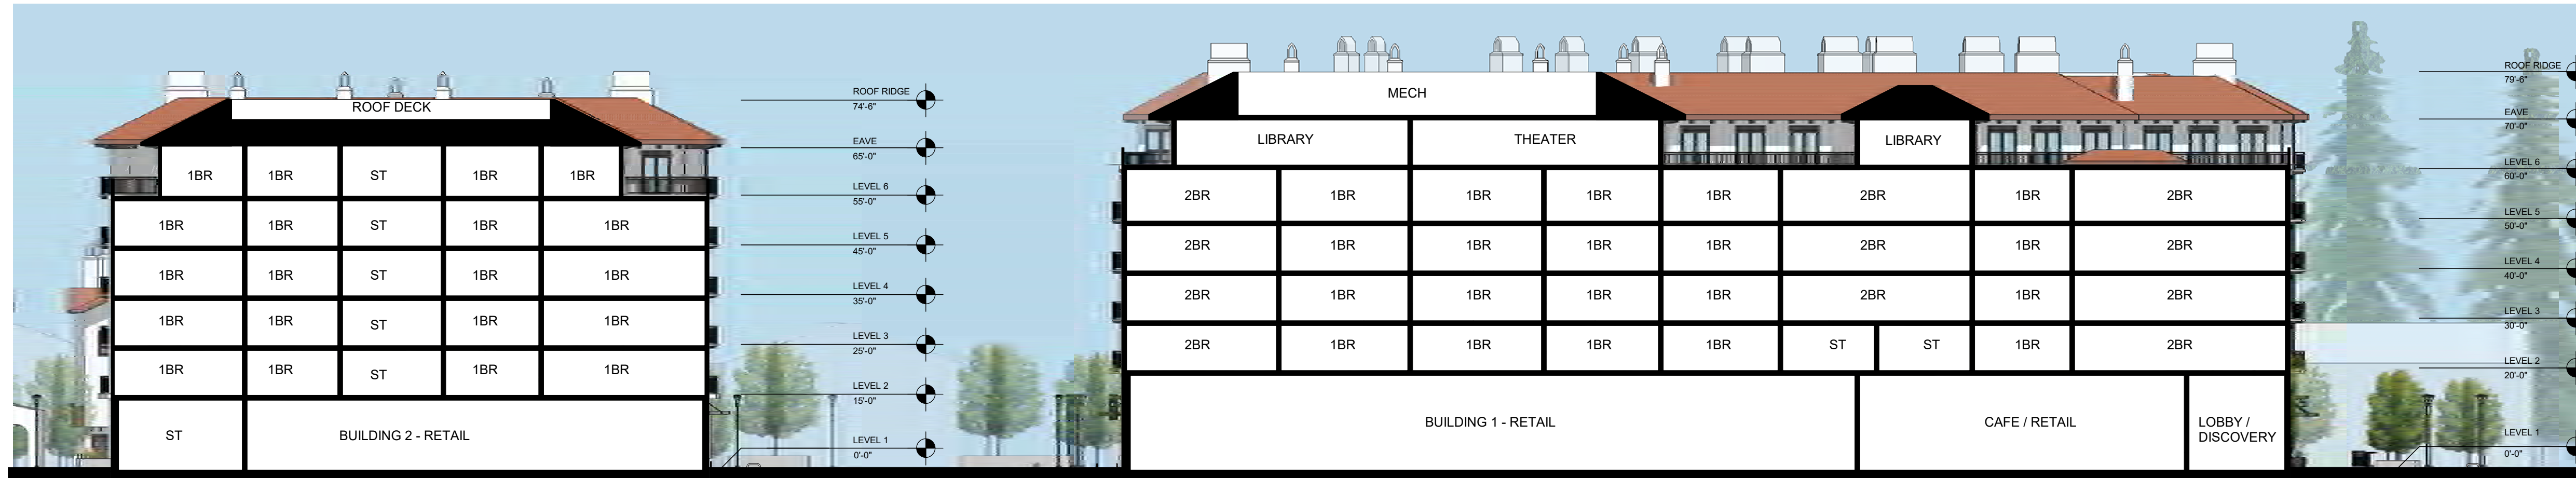 ROOF DECK
1BR 1BR ST 1BR 1BR
1BR 1BR ST 1BR 1BR
1BR 1BR ST 1BR 1BR
1BR 1BR ST 1BR 1BR
1BR 1BR ST 1BR 1BR
ST BUILDING 2 - RETAIL
ROOF RIDGE
74'-6"
EAVE
65'-0"
LEVEL 6
55'-0"
LEVEL 5
45'-0"
LEVEL 4
35'-0"
LEVEL 3
25'-0"
LEVEL 2
15'-0"
LEVEL 1
0'-0"
MECH
LIBRARY THEATER LIBRARY
2BR 1BR 1BR 1BR 1BR 2BR 1BR 2BR
2BR 1BR 1BR 1BR 1BR 2BR 1BR 2BR
2BR 1BR 1BR 1BR 1BR 2BR 1BR 2BR
2BR 1BR 1BR 1BR 1BR ST ST 1BR 2BR
BUILDING 1 - RETAIL CAFE / RETAIL LOBBY /
DISCOVERY
ROOF RIDGE
79'-6"
EAVE
70'-0"
LEVEL 6
60'-0"
LEVEL 5
50'-0"
LEVEL 4
40'-0"
LEVEL 3
30'-0"
LEVEL 2
20'-0"
LEVEL 1
0'-0"